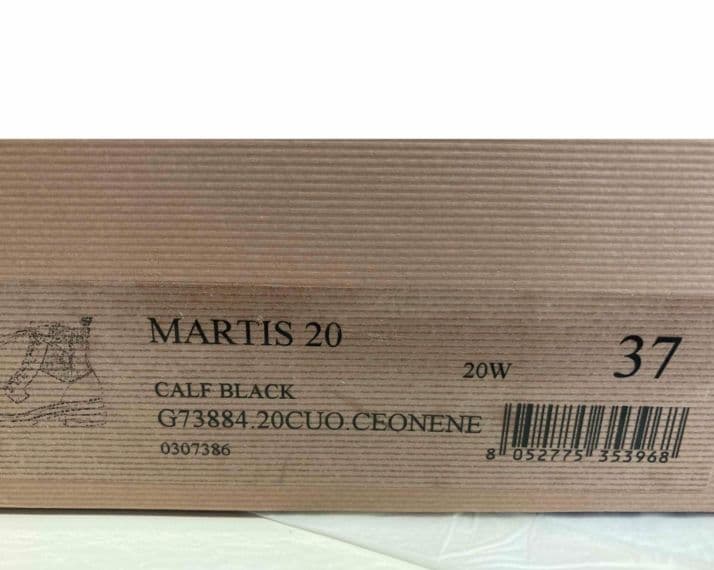 MARTIS 20
20W
37
CALF BLACK
G73884.20CUO.CEONENE
0307386
8 052775 353968